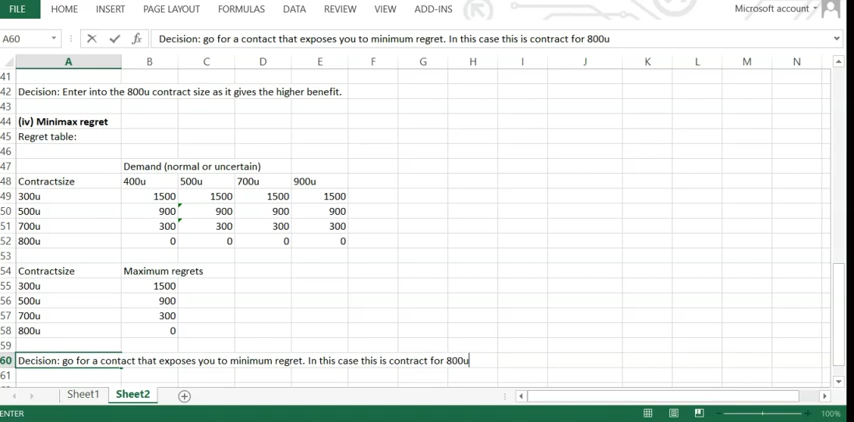 FILE HOME INSERT PAGE LAYOUT FORMULAS DATA REVIEW VIEW ADD-INS Microsoft account
A60 fx Decision: go for a contact that exposes you to minimum regret. In this case this is contract for 800u
A B C D E F G H I J K L M N
41
42 Decision: Enter into the 800u contract size as it gives the higher benefit.
43
44 (iv) Minimax regret
45 Regret table:
46
47 Demand (normal or uncertain)
48 Contractsize 400u 500u 700u 900u
49 300u 1500 1500 1500 1500
50 500u 900 900 900 900
51 700u 300 300 300 300
52 800u 0 0 0 0
53
54 Contractsize Maximum regrets
55 300u 1500
56 500u 900
57 700u 300
58 800u 0
59
60 Decision: go for a contact that exposes you to minimum regret. In this case this is contract for 800u
61
Sheet1 Sheet2
ENTER 100%